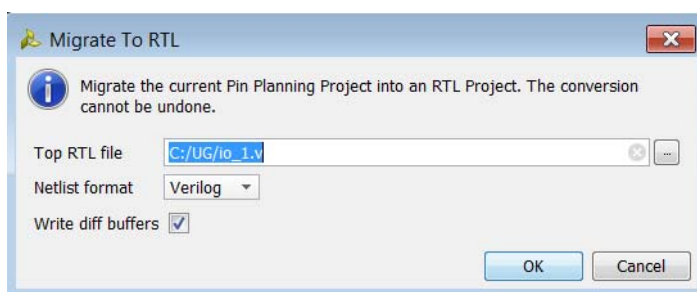 Migrate To RTL
Migrate the current Pin Planning Project into an RTL Project. The conversion
cannot be undone.
Top RTL file C:/UG/io_1.v ...
Netlist format Verilog
Write diff buffers
OK Cancel